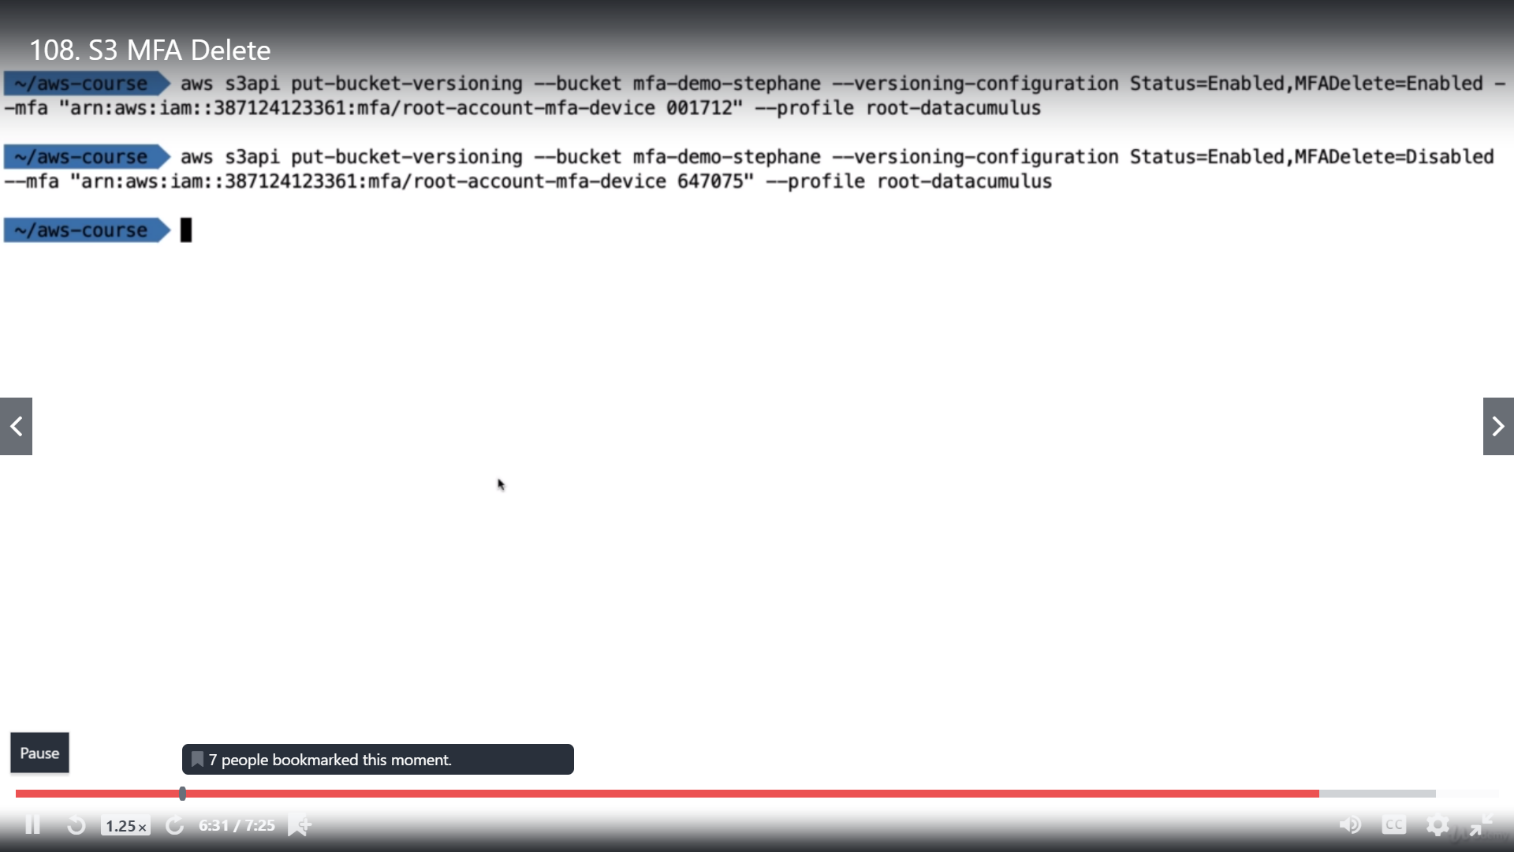 108. S3 MFA Delete
~/aws-course aws s3api put-bucket-versioning --bucket mfa-demo-stephane --versioning-configuration Status=Enabled,MFADelete=Enabled -
-mfa "arn:aws:iam::387124123361:mfa/root-account-mfa-device 001712" --profile root-datacumulus
~/aws-course aws s3api put-bucket-versioning --bucket mfa-demo-stephane --versioning-configuration Status=Enabled,MFADelete=Disabled
--mfa "arn:aws:iam::387124123361:mfa/root-account-mfa-device 647075" --profile root-datacumulus
~/aws-course
Pause
7 people bookmarked this moment.
1.25x
6:31 / 7:25
CC